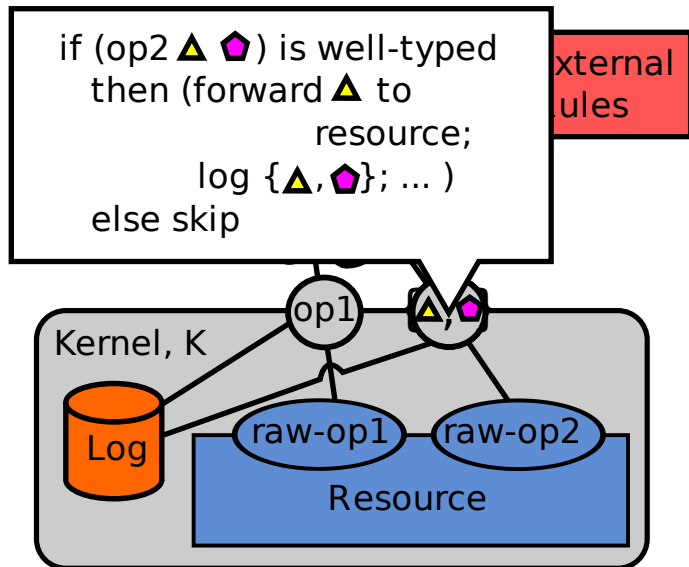 if (op2 ) is well-typed
then (forward to
resource;
log { , }; ... )
else skip
xternal
ules
op1
,
Kernel, K
Log
raw-op1
raw-op2
Resource